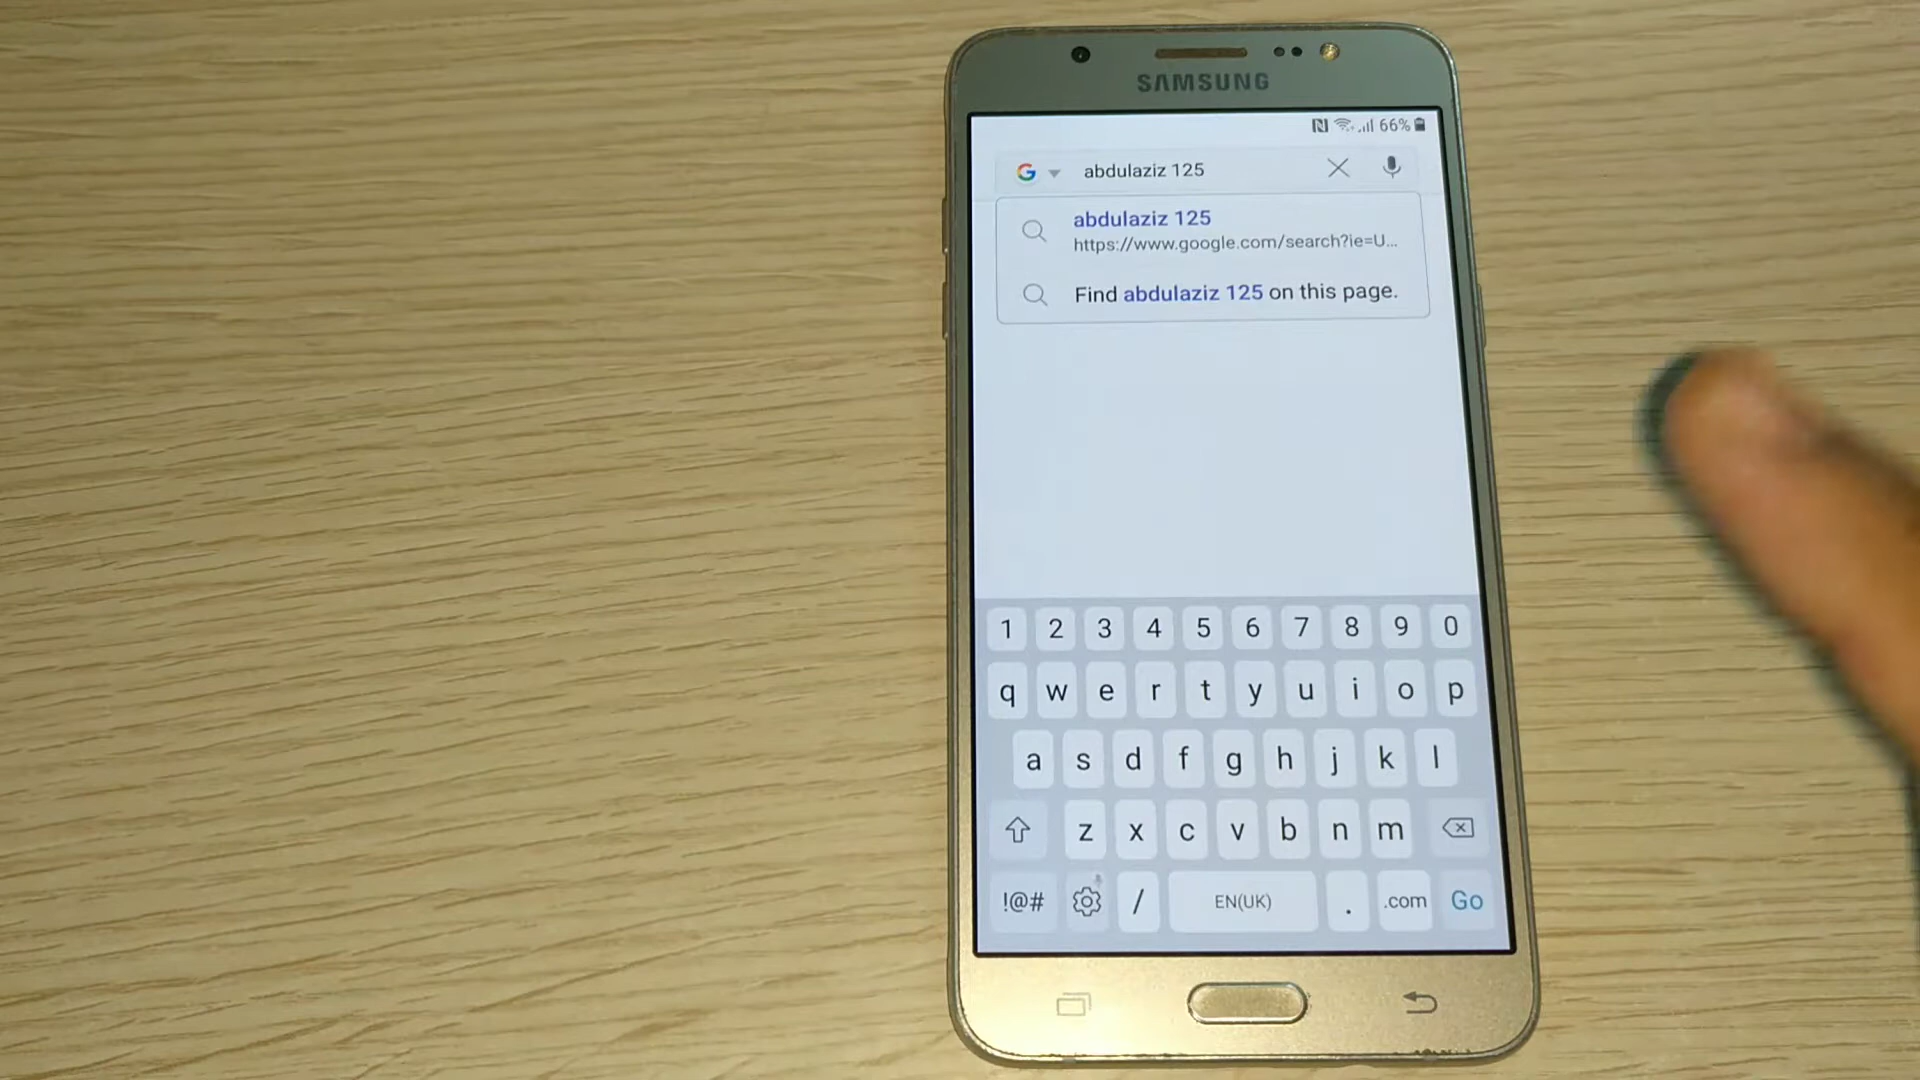 SAMSUNG
66%
abdulaziz 125
abdulaziz 125
https://www.google.com/search?ie=U...
Find abdulaziz 125 on this page.
1 2 3 4 5 6 7 8 9 0
q w e r t y u i o p
a s d f g h j k l
z x c v b n m
!@# / EN(UK) . .com Go